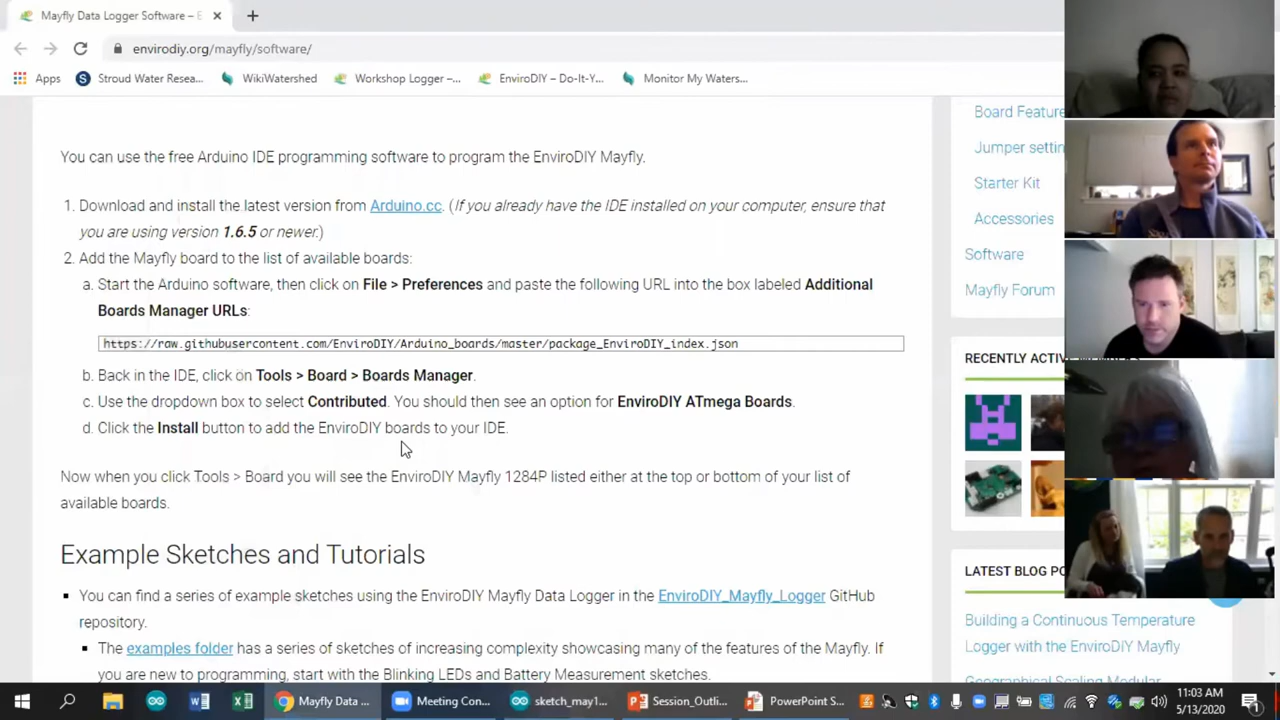 Mayfly Data Logger Software – E
envirodiy.org/mayfly/software/
Apps
Stroud Water Resea...
WikiWatershed
Workshop Logger –...
EnviroDIY – Do-It-Y...
Monitor My Waters...
You can use the free Arduino IDE programming software to program the EnviroDIY Mayfly.
1. Download and install the latest version from Arduino.cc. (If you already have the IDE installed on your computer, ensure that
you are using version 1.6.5 or newer.)
2. Add the Mayfly board to the list of available boards:
a. Start the Arduino software, then click on File > Preferences and paste the following URL into the box labeled Additional
Boards Manager URLs:
https://raw.githubusercontent.com/EnviroDIY/Arduino_boards/master/package_EnviroDIY_index.json
b. Back in the IDE, click on Tools > Board > Boards Manager.
c. Use the dropdown box to select Contributed. You should then see an option for EnviroDIY ATmega Boards.
d. Click the Install button to add the EnviroDIY boards to your IDE.
Now when you click Tools > Board you will see the EnviroDIY Mayfly 1284P listed either at the top or bottom of your list of
available boards.
Example Sketches and Tutorials
You can find a series of example sketches using the EnviroDIY Mayfly Data Logger in the EnviroDIY_Mayfly_Logger GitHub
repository.
The examples folder has a series of sketches of increasing complexity showcasing many of the features of the Mayfly. If
you are new to programming, start with the Blinking LEDs and Battery Measurement sketches.
Board Feature
Jumper settin
Starter Kit
Accessories
Software
Mayfly Forum
RECENTLY ACTIVE
LATEST BLOG PO
Building a Continuous Temperature
Logger with the EnviroDIY Mayfly
Geographical Scaling Modular
Mayfly Data ...
Meeting Con...
sketch_may1...
Session_Outli...
PowerPoint S...
11:03 AM
5/13/2020